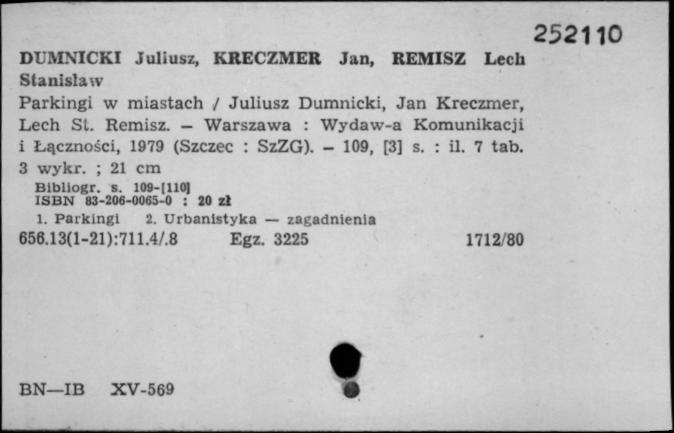 252110
DUMNICKI Juliusz, KRECZMER Jan, REMISZ Lech
Stanisław
Parkingi w miastach / Juliusz Dumnicki, Jan Kreczmer,
Lech St. Remisz. — Warszawa : Wydaw-a Komunikacji
i Łączności, 1979 (Szczec : SzZG). — 109, [3] s. : il. 7 tab.
3 wykr. ; 21 cm
Bibliogr. s. 109-[110]
ISBN 83-206-0065-0 : 20 zł
1. Parkingi 2. Urbanistyka — zagadnienia
656.13(1-21):711.4/.8 Egz. 3225 1712/80
BN—IB XV-569